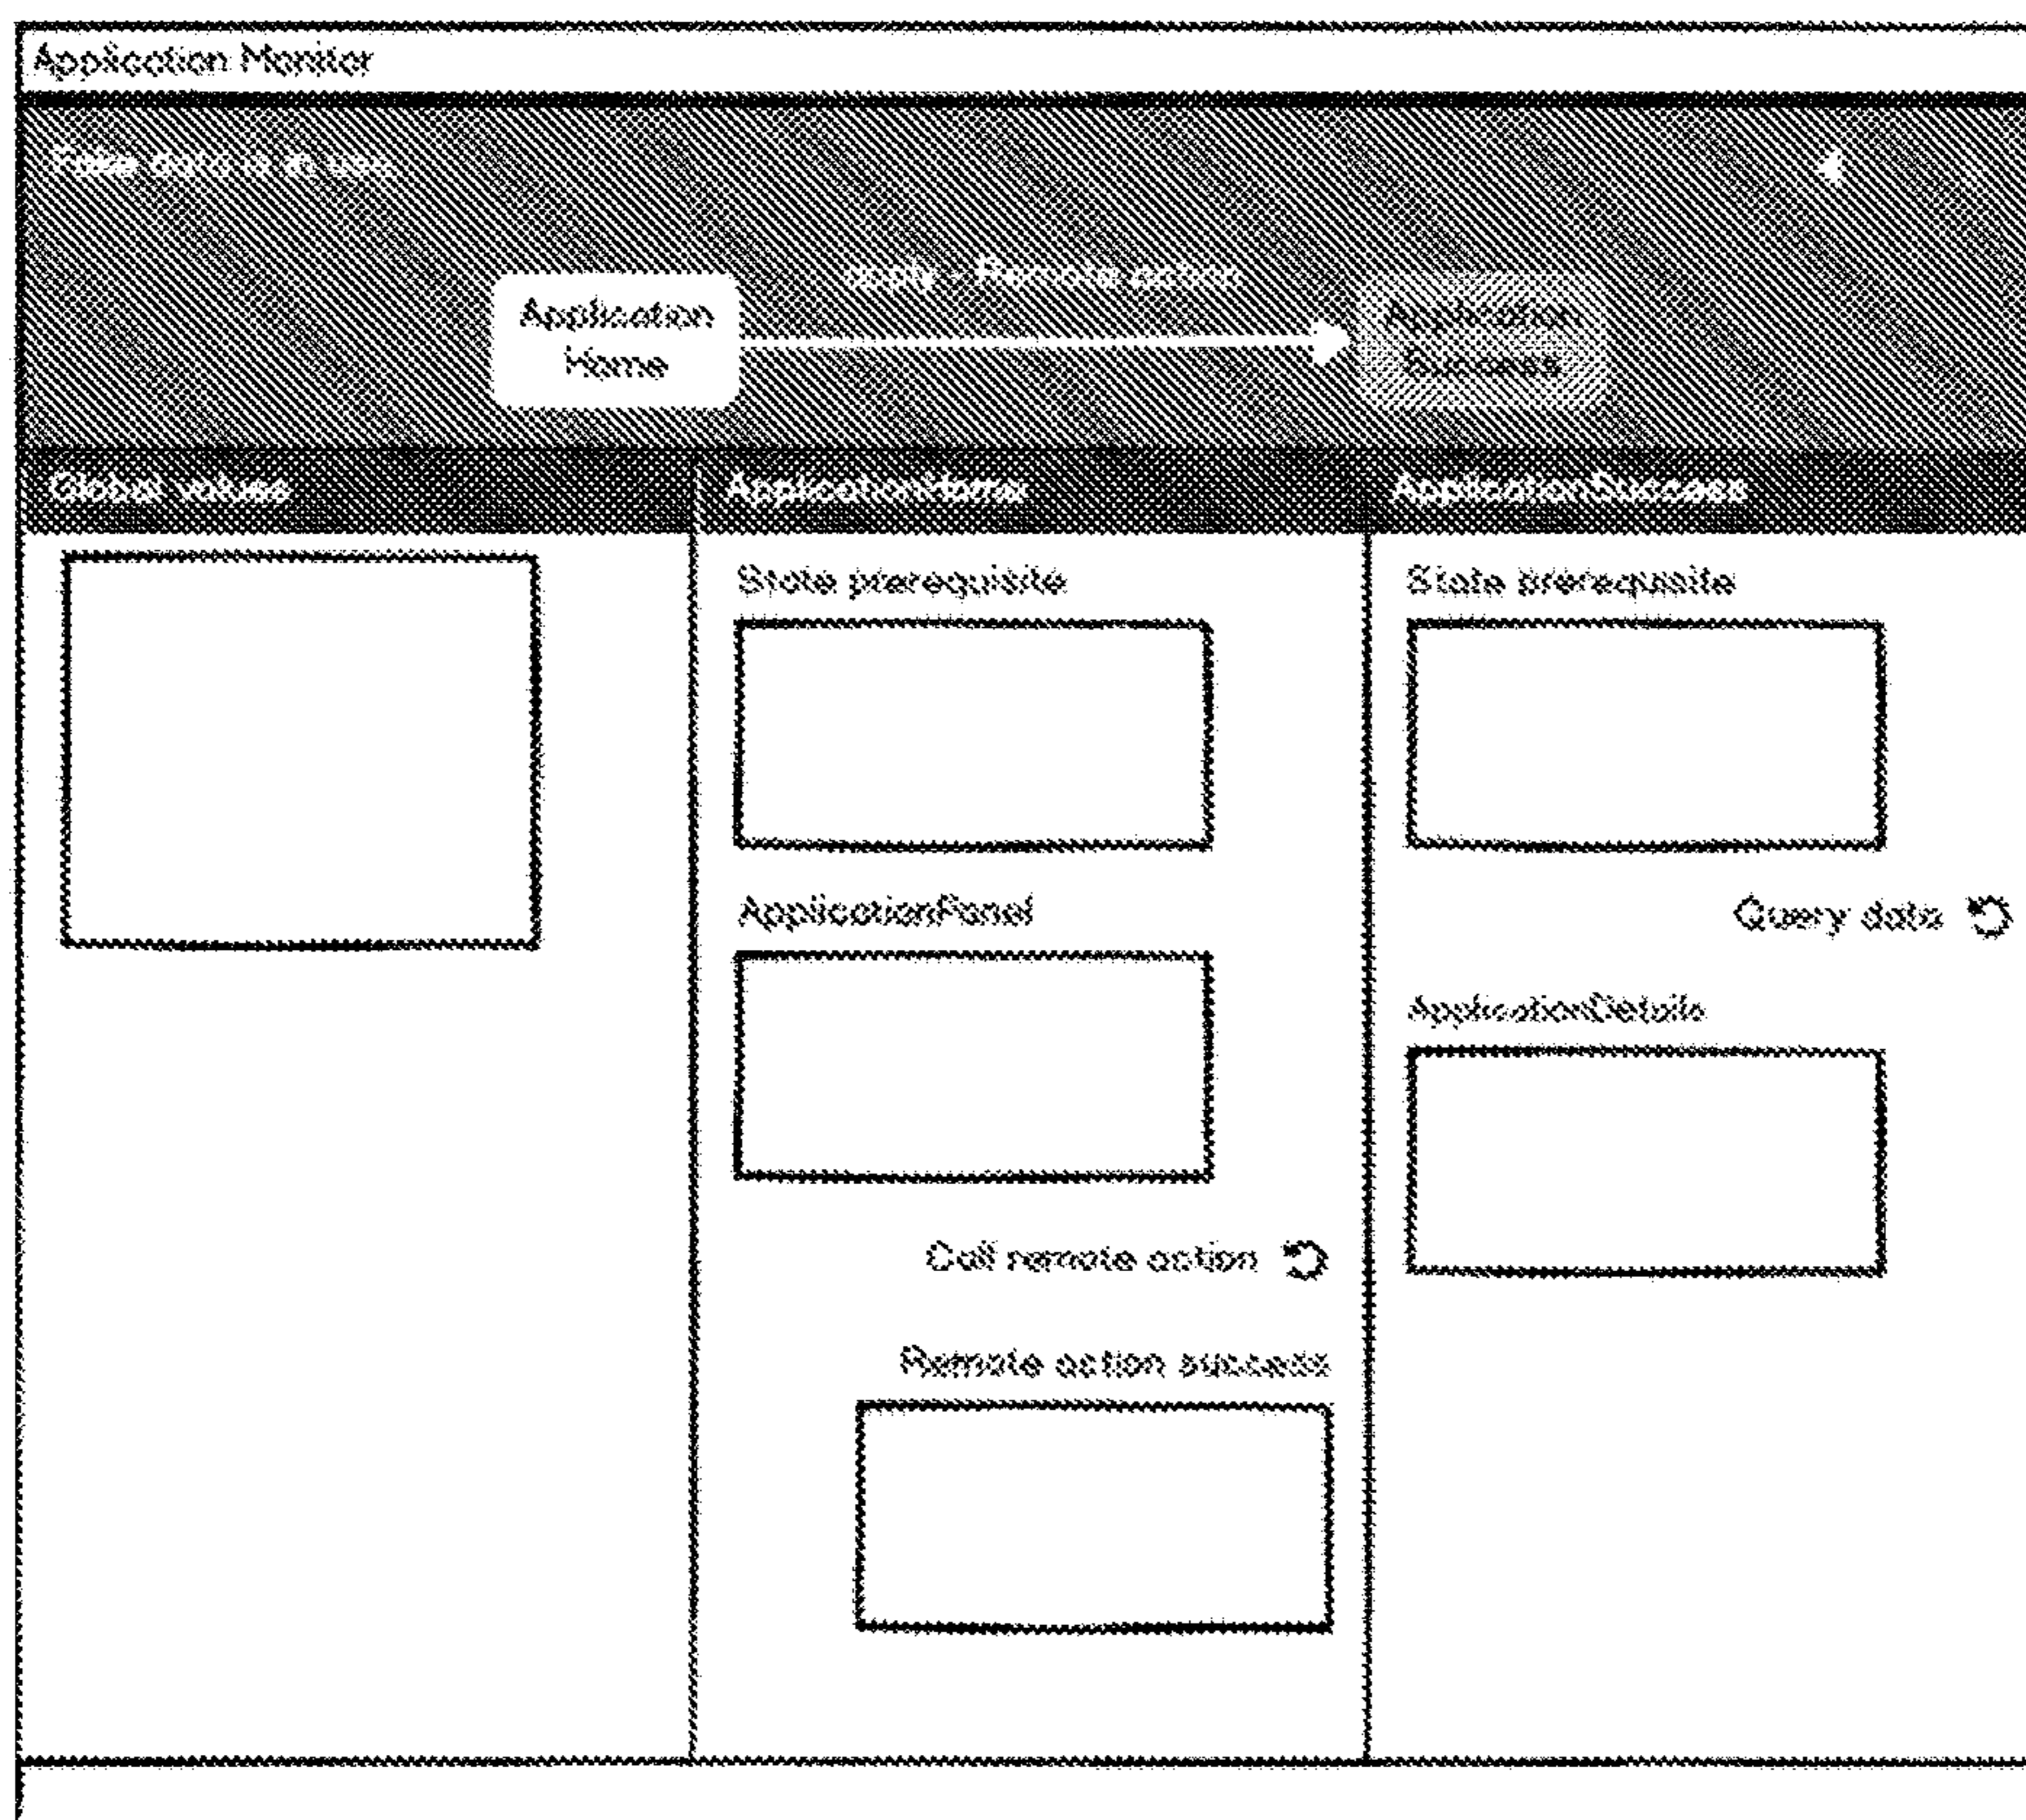 Application Monitor
Fake data is in use.
apply - Remote action
Application
Home
Application
Success
Global values
ApplicationHome
ApplicationSuccess
State prerequisite
State prerequisite
ApplicationPanel
Query data
ApplicationDetails
Call remote action
Remote action success